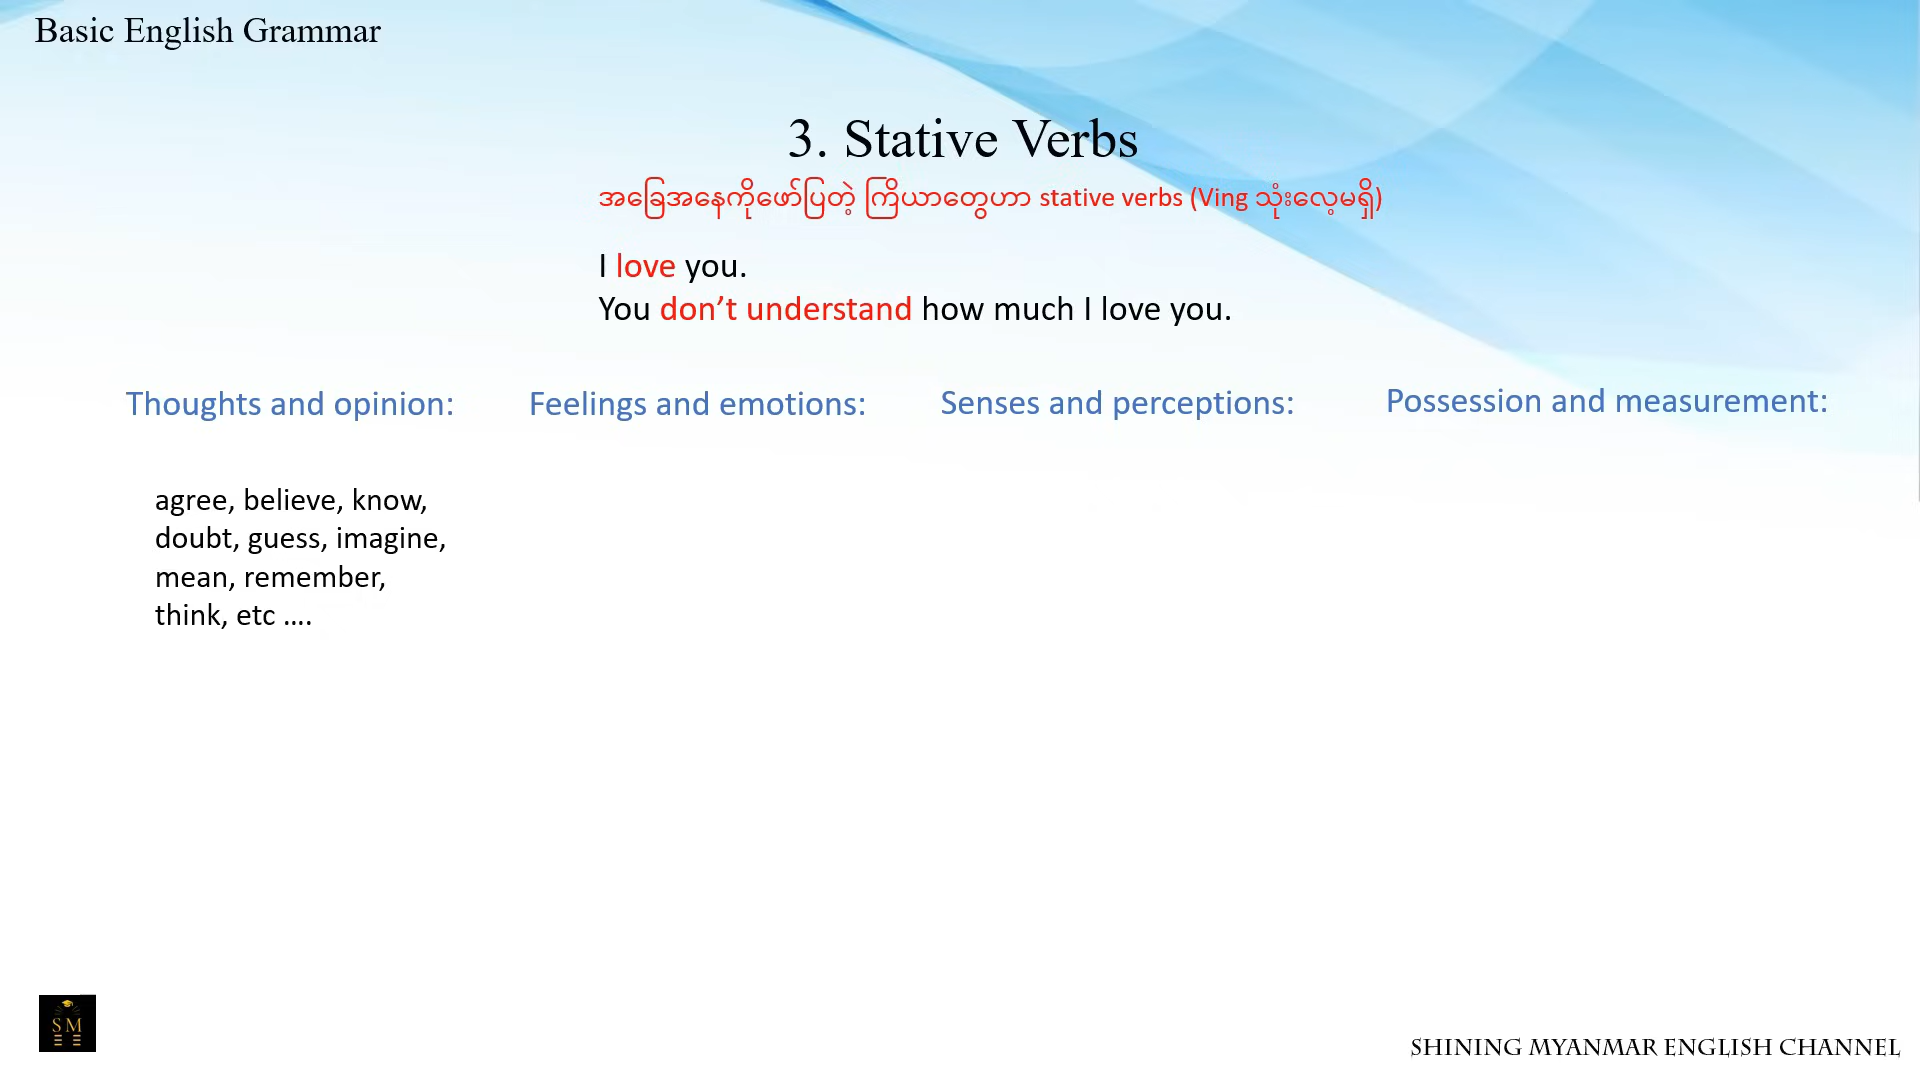 Basic English Grammar
3. Stative Verbs
အခြေအနေကိုဖော်ပြတဲ့ ကြိယာတွေဟာ stative verbs (Ving သုံးလေ့မရှိ)
I love you.
You don’t understand how much I love you.
Thoughts and opinion:
Feelings and emotions:
Senses and perceptions:
Possession and measurement:
agree, believe, know,
doubt, guess, imagine,
mean, remember,
think, etc ….
SM
SHINING MYANMAR ENGLISH CHANNEL